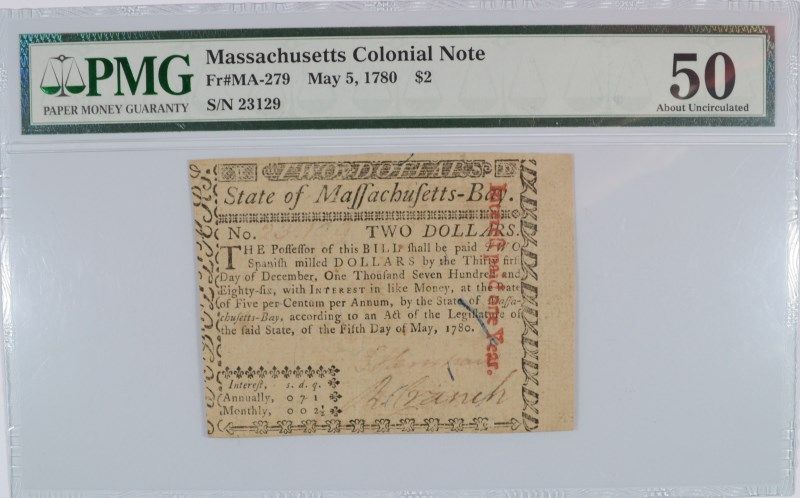 PMG
PAPER MONEY GUARANTY
Massachusetts Colonial Note
Fr#MA-279 May 5, 1780 $2
S/N 23129
50
About Uncirculated
TWO DOLLARS
State of Maſſachuſetts-Bay.
No. TWO DOLLARS.
THE Poſſeſſor of this BILL ſhall be paid TWO
Spaniſh milled DOLLARS by the Thirty firſt
Day of December, One Thouſand Seven Hundred and
Eighty-ſix, with INTEREST in like Money, at the Rate
of Five per Centum per Annum, by the State of Maſſa-
chuſetts-Bay, according to an Act of the Legiſlature of
the ſaid State, of the Fifth Day of May, 1780.
R. Cranch
Intereſt, s. d. q.
Annually, 0 7 1
Monthly, 0 0 2½
Intereſt paid one Year.